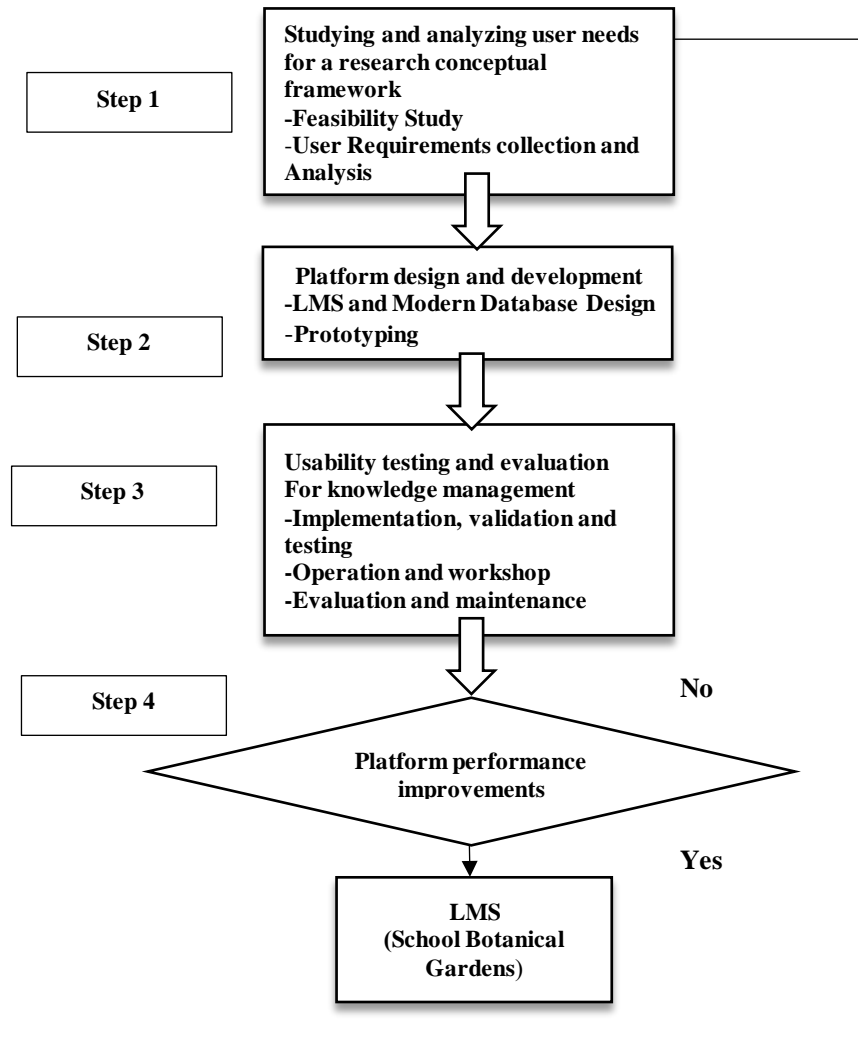 Studying and analyzing user needs
for a research conceptual
framework
-Feasibility Study
-User Requirements collection and
Analysis
Step 1
Platform design and development
-LMS and Modern Database Design
-Prototyping
Step 2
Usability testing and evaluation
For knowledge management
-Implementation, validation and
testing
-Operation and workshop
-Evaluation and maintenance
Step 3
Step 4
No
Platform performance
improvements
Yes
LMS
(School Botanical
Gardens)